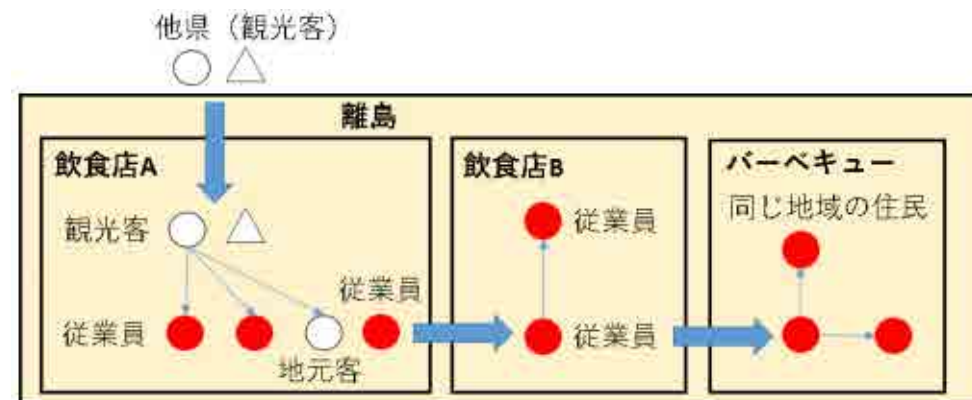 他県（観光客）
離島
飲食店A
観光客
従業員
従業員
地元客
飲食店B
従業員
従業員
バーベキュー
同じ地域の住民